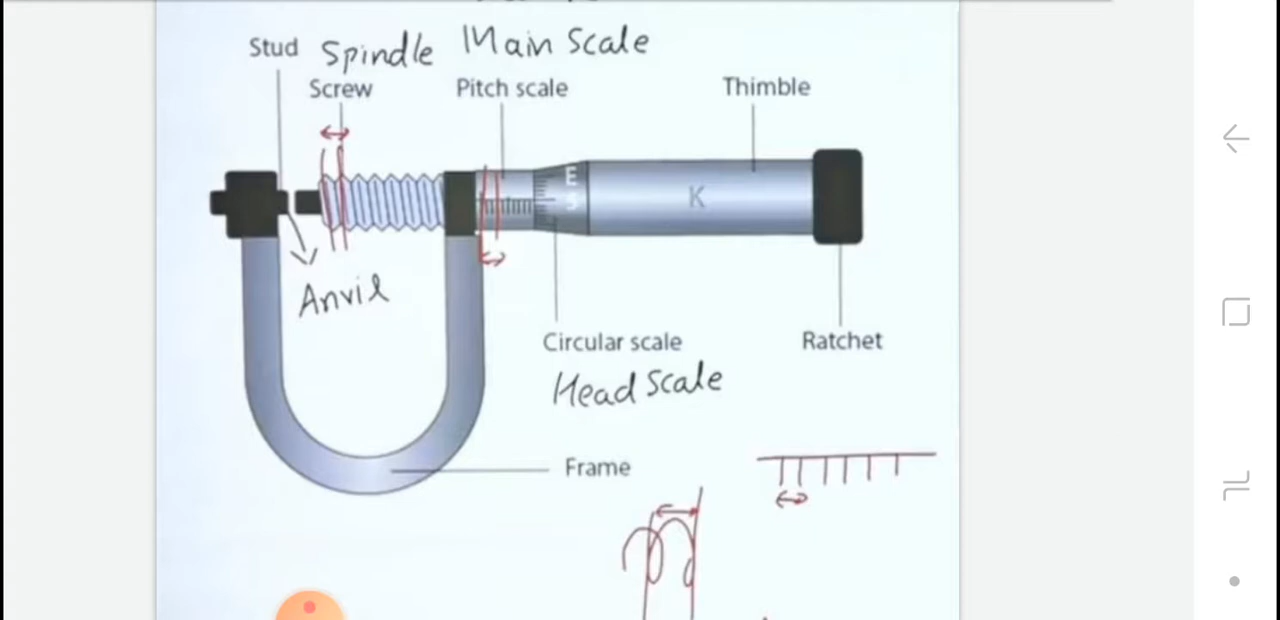 Stud Spindle Main Scale
Screw Pitch scale Thimble
K
Anvil
Circular scale Ratchet
Head Scale
Frame